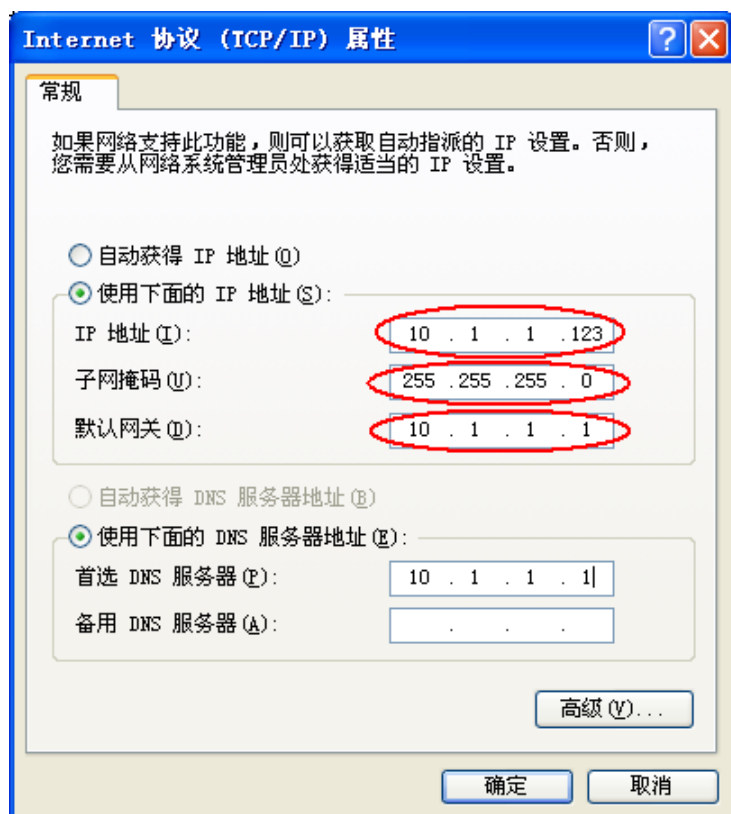 Internet 协议 (TCP/IP) 属性
常规
如果网络支持此功能，则可以获取自动指派的 IP 设置。否则，
您需要从网络系统管理员处获得适当的 IP 设置。
自动获得 IP 地址(O)
使用下面的 IP 地址(S):
IP 地址(I): 10 . 1 . 1 .123
子网掩码(U): 255 .255 .255 . 0
默认网关(D): 10 . 1 . 1 . 1
自动获得 DNS 服务器地址(B)
使用下面的 DNS 服务器地址(E):
首选 DNS 服务器(P): 10 . 1 . 1 . 1
备用 DNS 服务器(A): . . .
高级(V)...
确定 取消